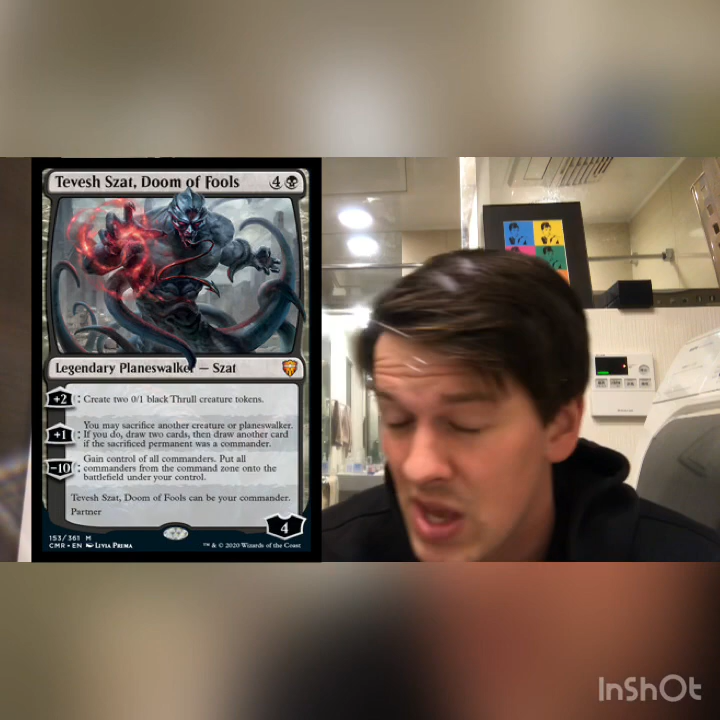 Tevesh Szat, Doom of Fools 4
Legendary Planeswalker — Szat
+2 : Create two 0/1 black Thrull creature tokens.
You may sacrifice another creature or planeswalker.
+1 : If you do, draw two cards, then draw another card
if the sacrificed permanent was a commander.
Gain control of all commanders. Put all
-10 : commanders from the command zone onto the
battlefield under your control.
Tevesh Szat, Doom of Fools can be your commander.
Partner
4
153/361 M
CMR • EN Livia Prima
™ & © 2020 Wizards of the Coast
InShOt